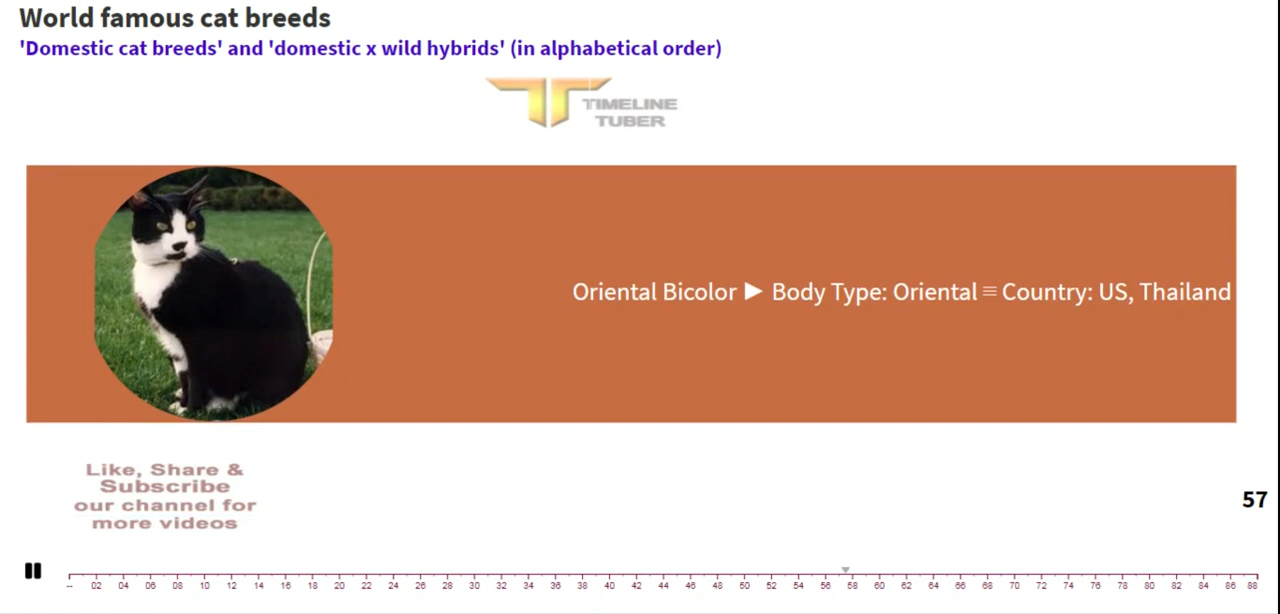 World famous cat breeds
'Domestic cat breeds' and 'domestic x wild hybrids' (in alphabetical order)
TIMELINE
TUBER
Oriental Bicolor ► Body Type: Oriental ≡ Country: US, Thailand
Like, Share &
Subscribe
our channel for
more videos
57
-- 02 04 06 08 10 12 14 16 18 20 22 24 26 28 30 32 34 36 38 40 42 44 46 48 50 52 54 56 58 60 62 64 66 68 70 72 74 76 78 80 82 84 86 88